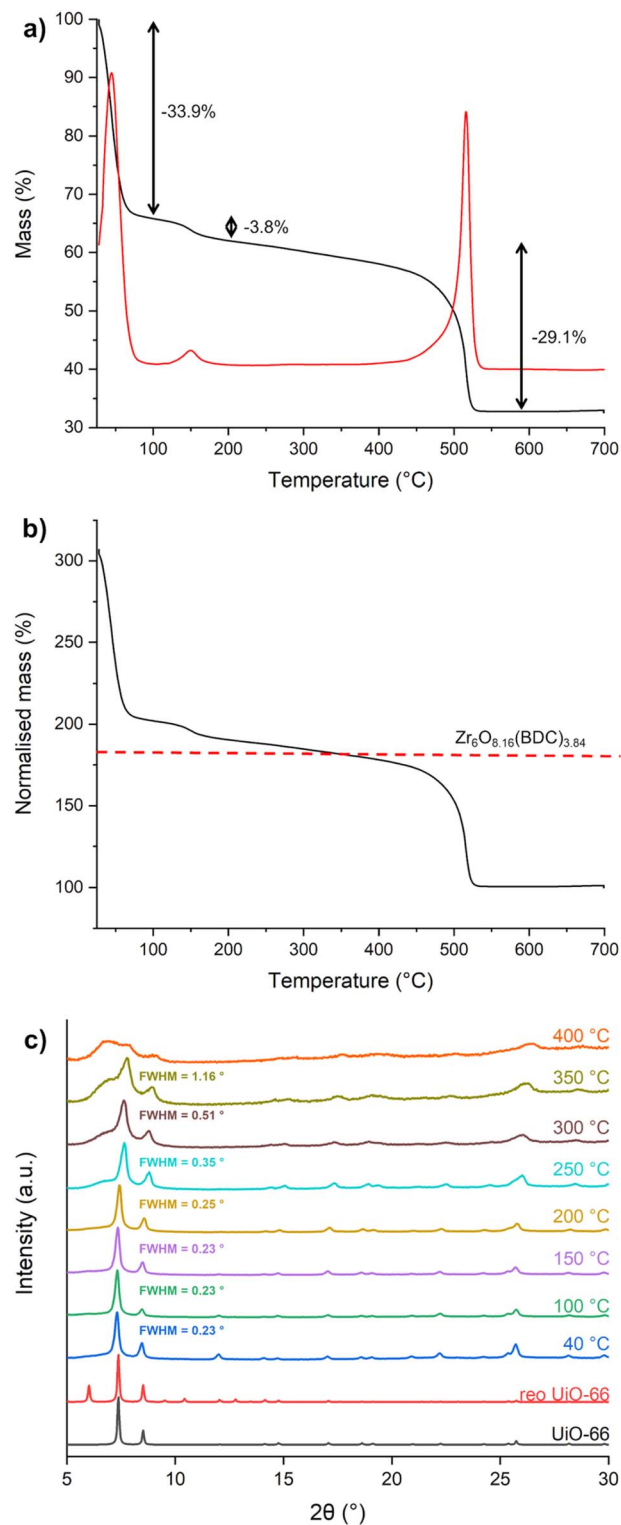 a)
100
90
80
70
60
50
40
30
Mass (%)
-33.9%
-3.8%
-29.1%
100
200
300
400
500
600
700
Temperature (°C)
b)
300
250
200
150
100
Normalised mass (%)
Zr6O8.16(BDC)3.84
100
200
300
400
500
600
700
Temperature (°C)
c)
Intensity (a.u.)
400 °C
FWHM = 1.16 °
350 °C
FWHM = 0.51 °
300 °C
FWHM = 0.35 °
250 °C
FWHM = 0.25 °
200 °C
FWHM = 0.23 °
150 °C
FWHM = 0.23 °
100 °C
FWHM = 0.23 °
40 °C
reo UiO-66
UiO-66
5
10
15
20
25
30
2θ (°)